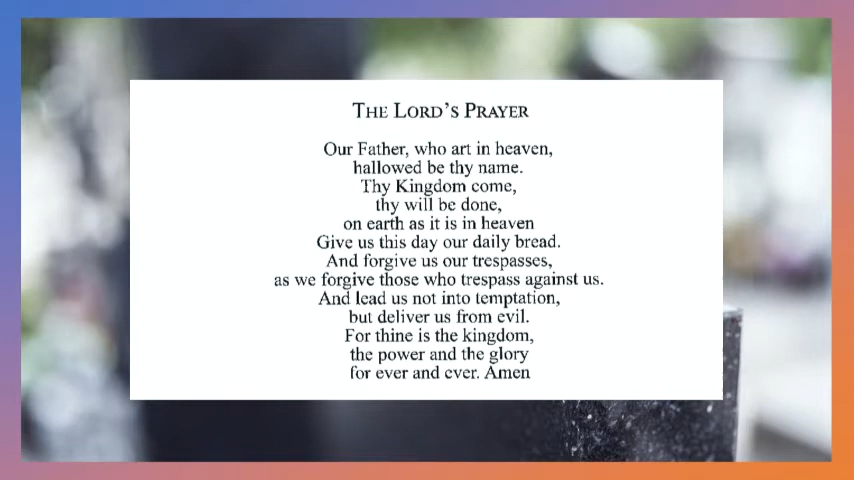 THE LORD'S PRAYER
Our Father, who art in heaven,
hallowed be thy name.
Thy Kingdom come,
thy will be done,
on earth as it is in heaven
Give us this day our daily bread.
And forgive us our trespasses,
as we forgive those who trespass against us.
And lead us not into temptation,
but deliver us from evil.
For thine is the kingdom,
the power and the glory
for ever and ever. Amen